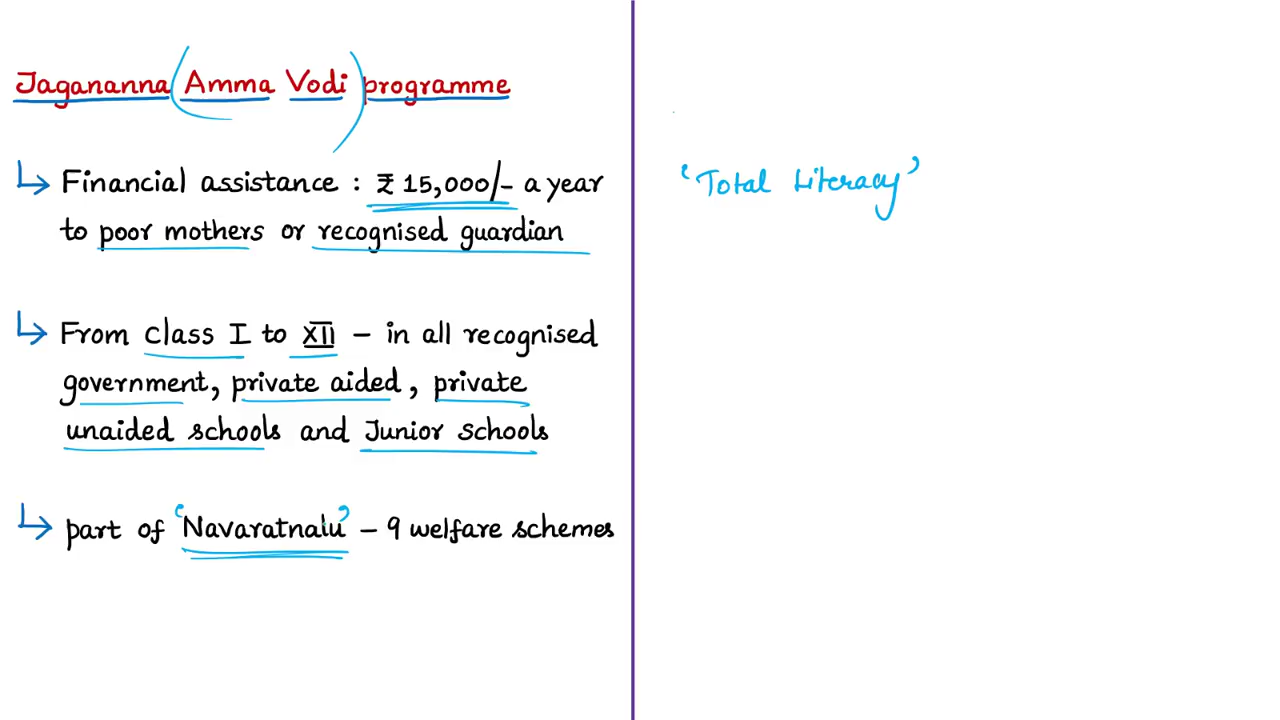 Jagananna (Amma Vodi) programme
↳ Financial assistance : ₹ 15,000/- a year
to poor mothers or recognised guardian
↳ From class I to XII – in all recognised
government, private aided, private
unaided schools and Junior schools
↳ part of 'Navaratnalu' – 9 welfare schemes
'Total Literacy'